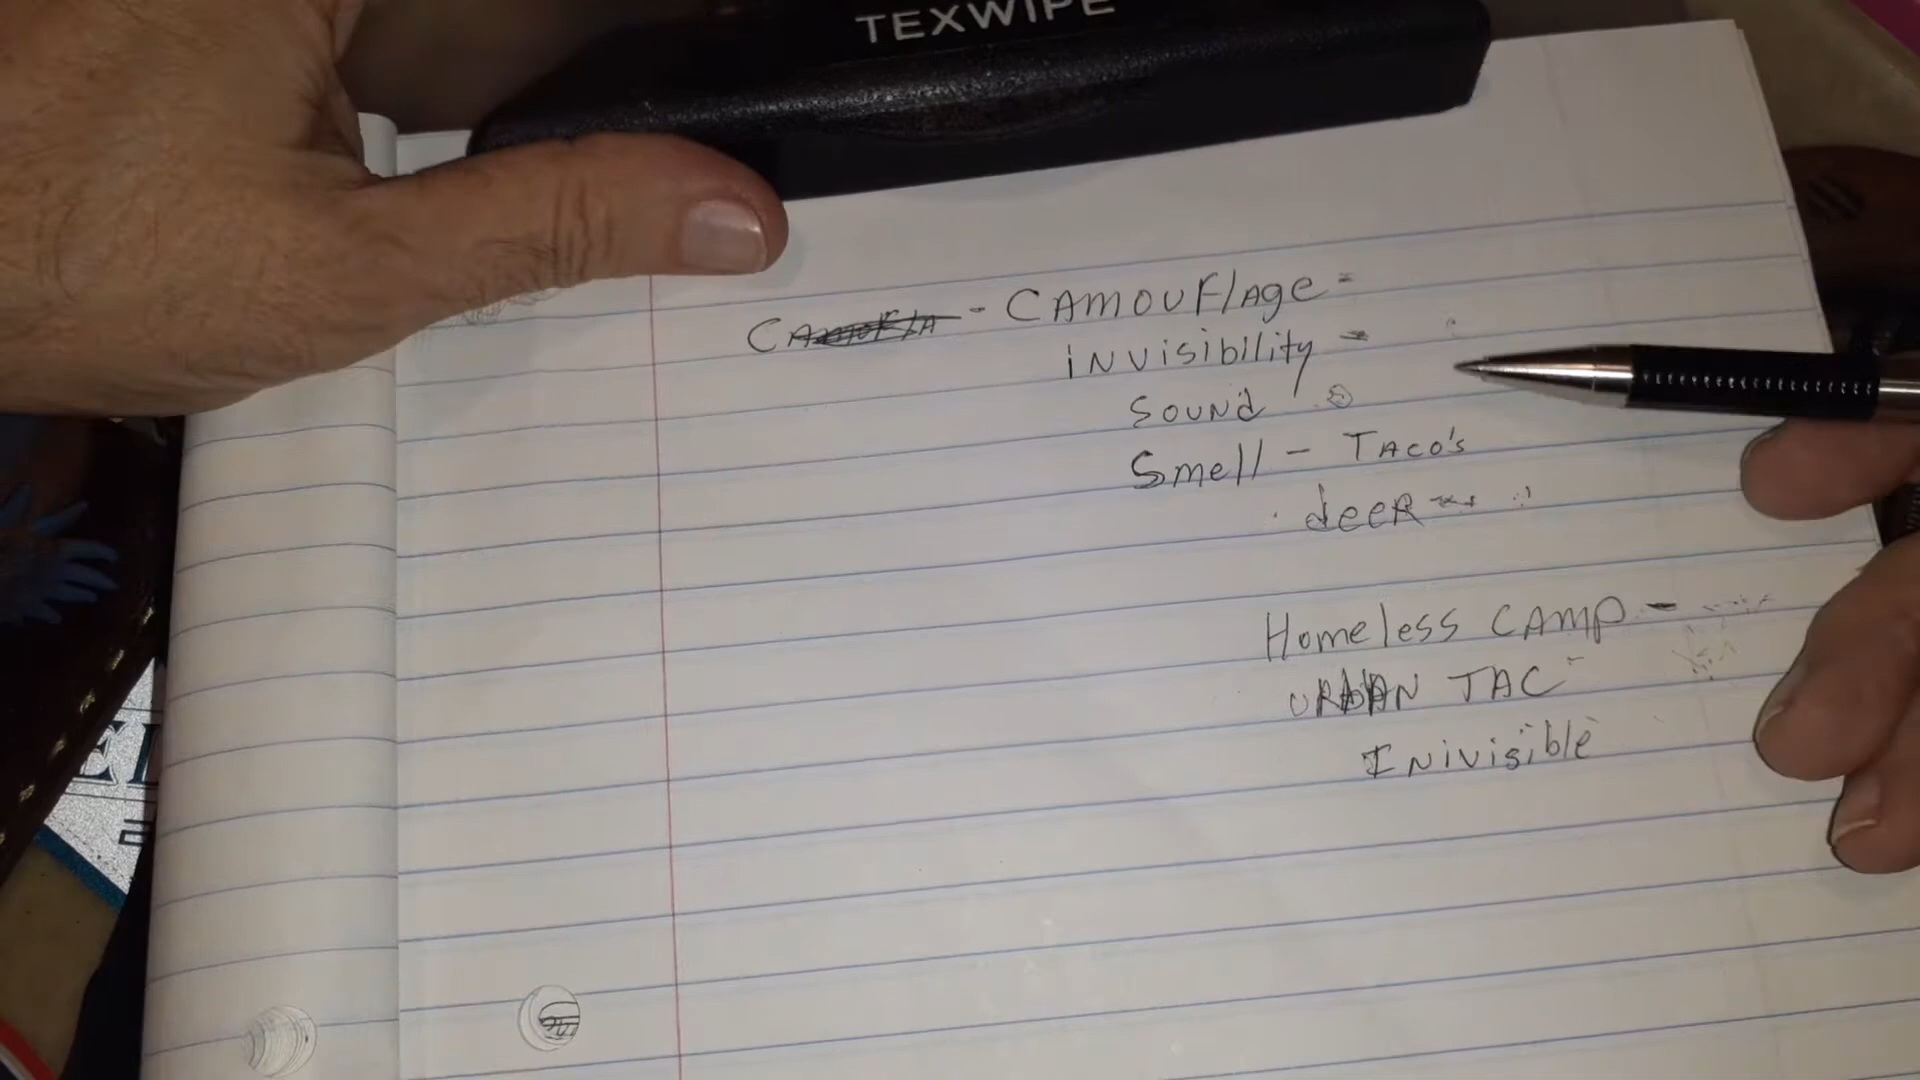 TEXWIPE
- CAMOUFlAge -
iNVisibility -
SOUNd
Smell - TACO'S
deeR
Homeless CAMP -
URBAN TAC -
INivisible